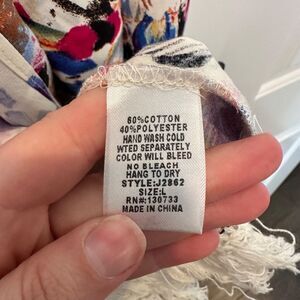 60%COTTON
40%POLYESTER
HAND WASH COLD
WTED SEPARATELY
COLOR WILL BLEED
NO BLEACH
HANG TO DRY
STYLE:J2862
SIZE:L
RN#:130733
MADE IN CHINA